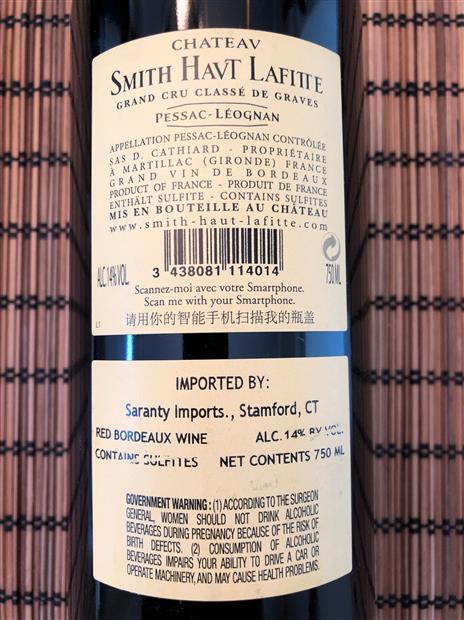 CHATEAV
SMITH HAVT LAFITTE
GRAND CRU CLASSÉ DE GRAVES
PESSAC-LÉOGNAN
APPELLATION PESSAC-LÉOGNAN CONTRÔLÉE
SAS D. CATHIARD - PROPRIÉTAIRE
À MARTILLAC (GIRONDE) FRANCE
GRAND VIN DE BORDEAUX
PRODUCT OF FRANCE - PRODUIT DE FRANCE
ENTHÄLT SULFITE - CONTAINS SULFITES
MIS EN BOUTEILLE AU CHÂTEAU
www.smith-haut-lafitte.com
ALC. 14% VOL
3 438081 114014
750 ML
Scannez-moi avec votre Smartphone.
Scan me with your Smartphone.
请用你的智能手机扫描我的瓶盖
L1
IMPORTED BY:
Saranty Imports., Stamford, CT
RED BORDEAUX WINE ALC. 14% BY VOL.
CONTAINS SULFITES NET CONTENTS 750 ML
GOVERNMENT WARNING: (1) ACCORDING TO THE SURGEON
GENERAL, WOMEN SHOULD NOT DRINK ALCOHOLIC
BEVERAGES DURING PREGNANCY BECAUSE OF THE RISK OF
BIRTH DEFECTS. (2) CONSUMPTION OF ALCOHOLIC
BEVERAGES IMPAIRS YOUR ABILITY TO DRIVE A CAR OR
OPERATE MACHINERY, AND MAY CAUSE HEALTH PROBLEMS.